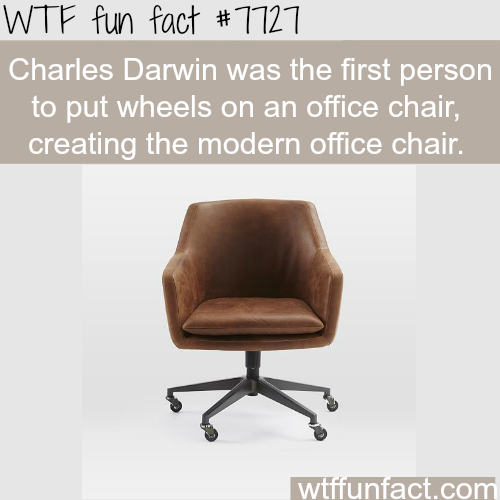 WTF fun fact #7727
Charles Darwin was the first person
to put wheels on an office chair,
creating the modern office chair.
wtffunfact.com